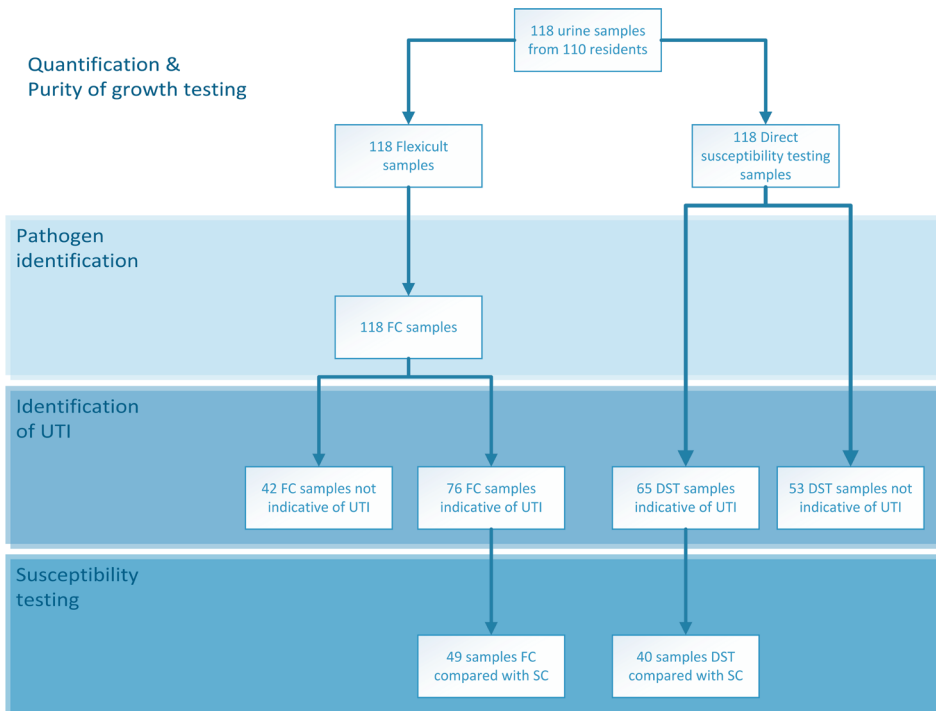 118 urine samples
from 110 residents
Quantification &
Purity of growth testing
118 Flexicult
samples
118 Direct
susceptibility testing
samples
Pathogen
identification
118 FC samples
Identification
of UTI
42 FC samples not
indicative of UTI
76 FC samples
indicative of UTI
65 DST samples
indicative of UTI
53 DST samples not
indicative of UTI
Susceptibility
testing
49 samples FC
compared with SC
40 samples DST
compared with SC